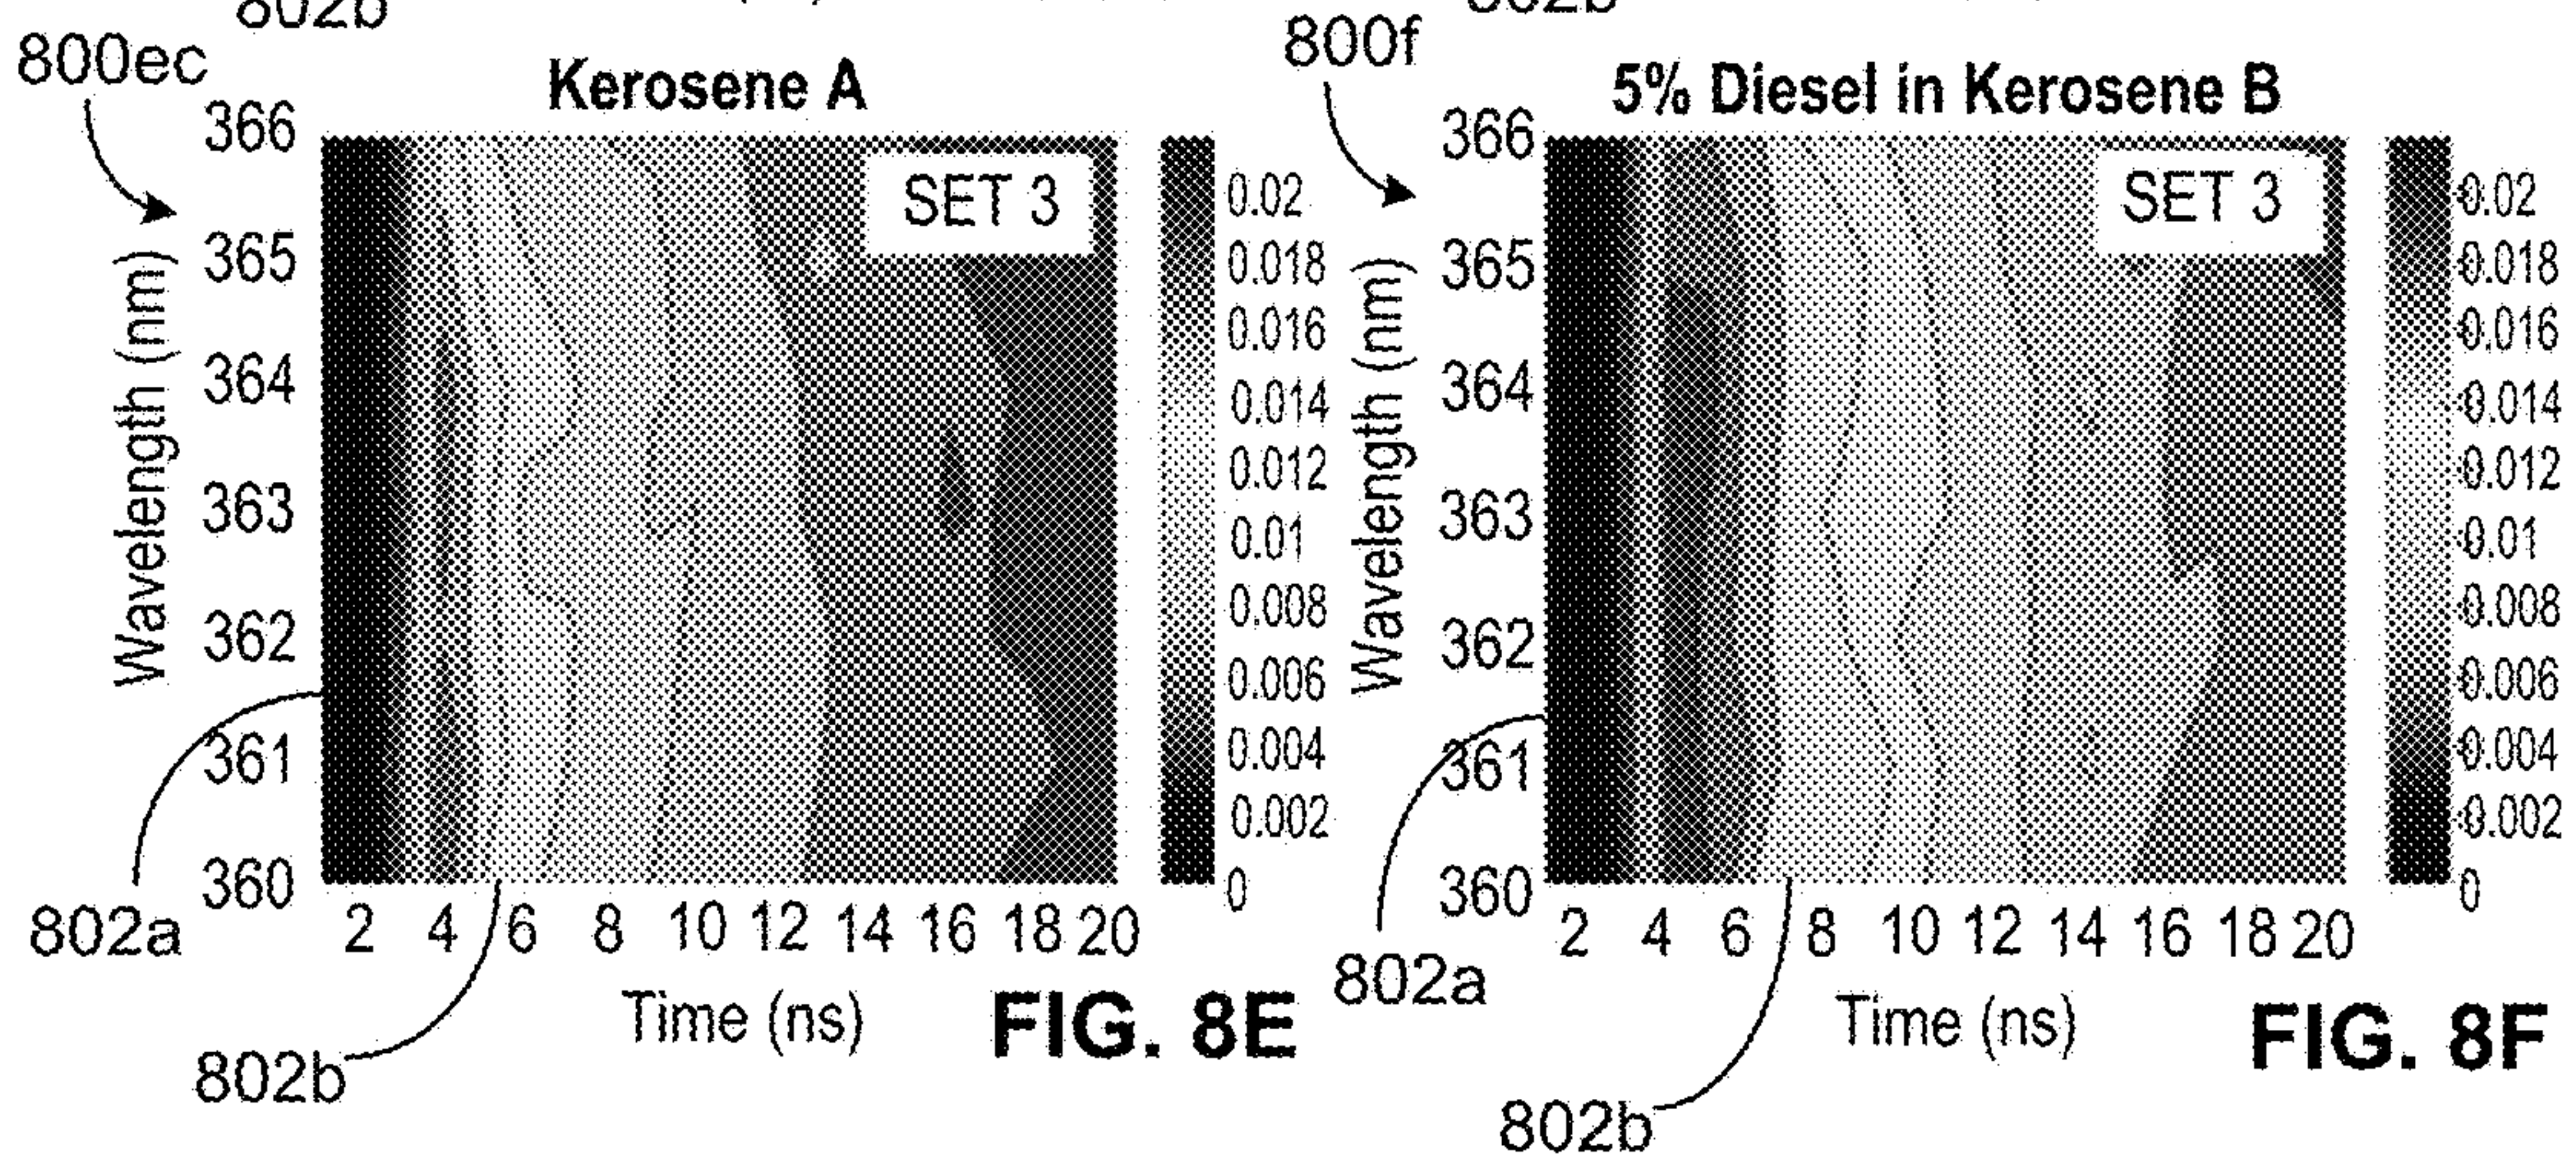 802b
800ec
Kerosene A
366
365
364
363
362
361
360
Wavelength (nm)
SET 3
0.02
0.018
0.016
0.014
0.012
0.01
0.008
0.006
0.004
0.002
0
2 4 6 8 10 12 14 16 18 20
Time (ns)
802a
802b
FIG. 8E
800f
5% Diesel in Kerosene B
366
365
364
363
362
361
360
Wavelength (nm)
SET 3
0.02
0.018
0.016
0.014
0.012
0.01
0.008
0.006
0.004
0.002
0
2 4 6 8 10 12 14 16 18 20
Time (ns)
802a
802b
FIG. 8F